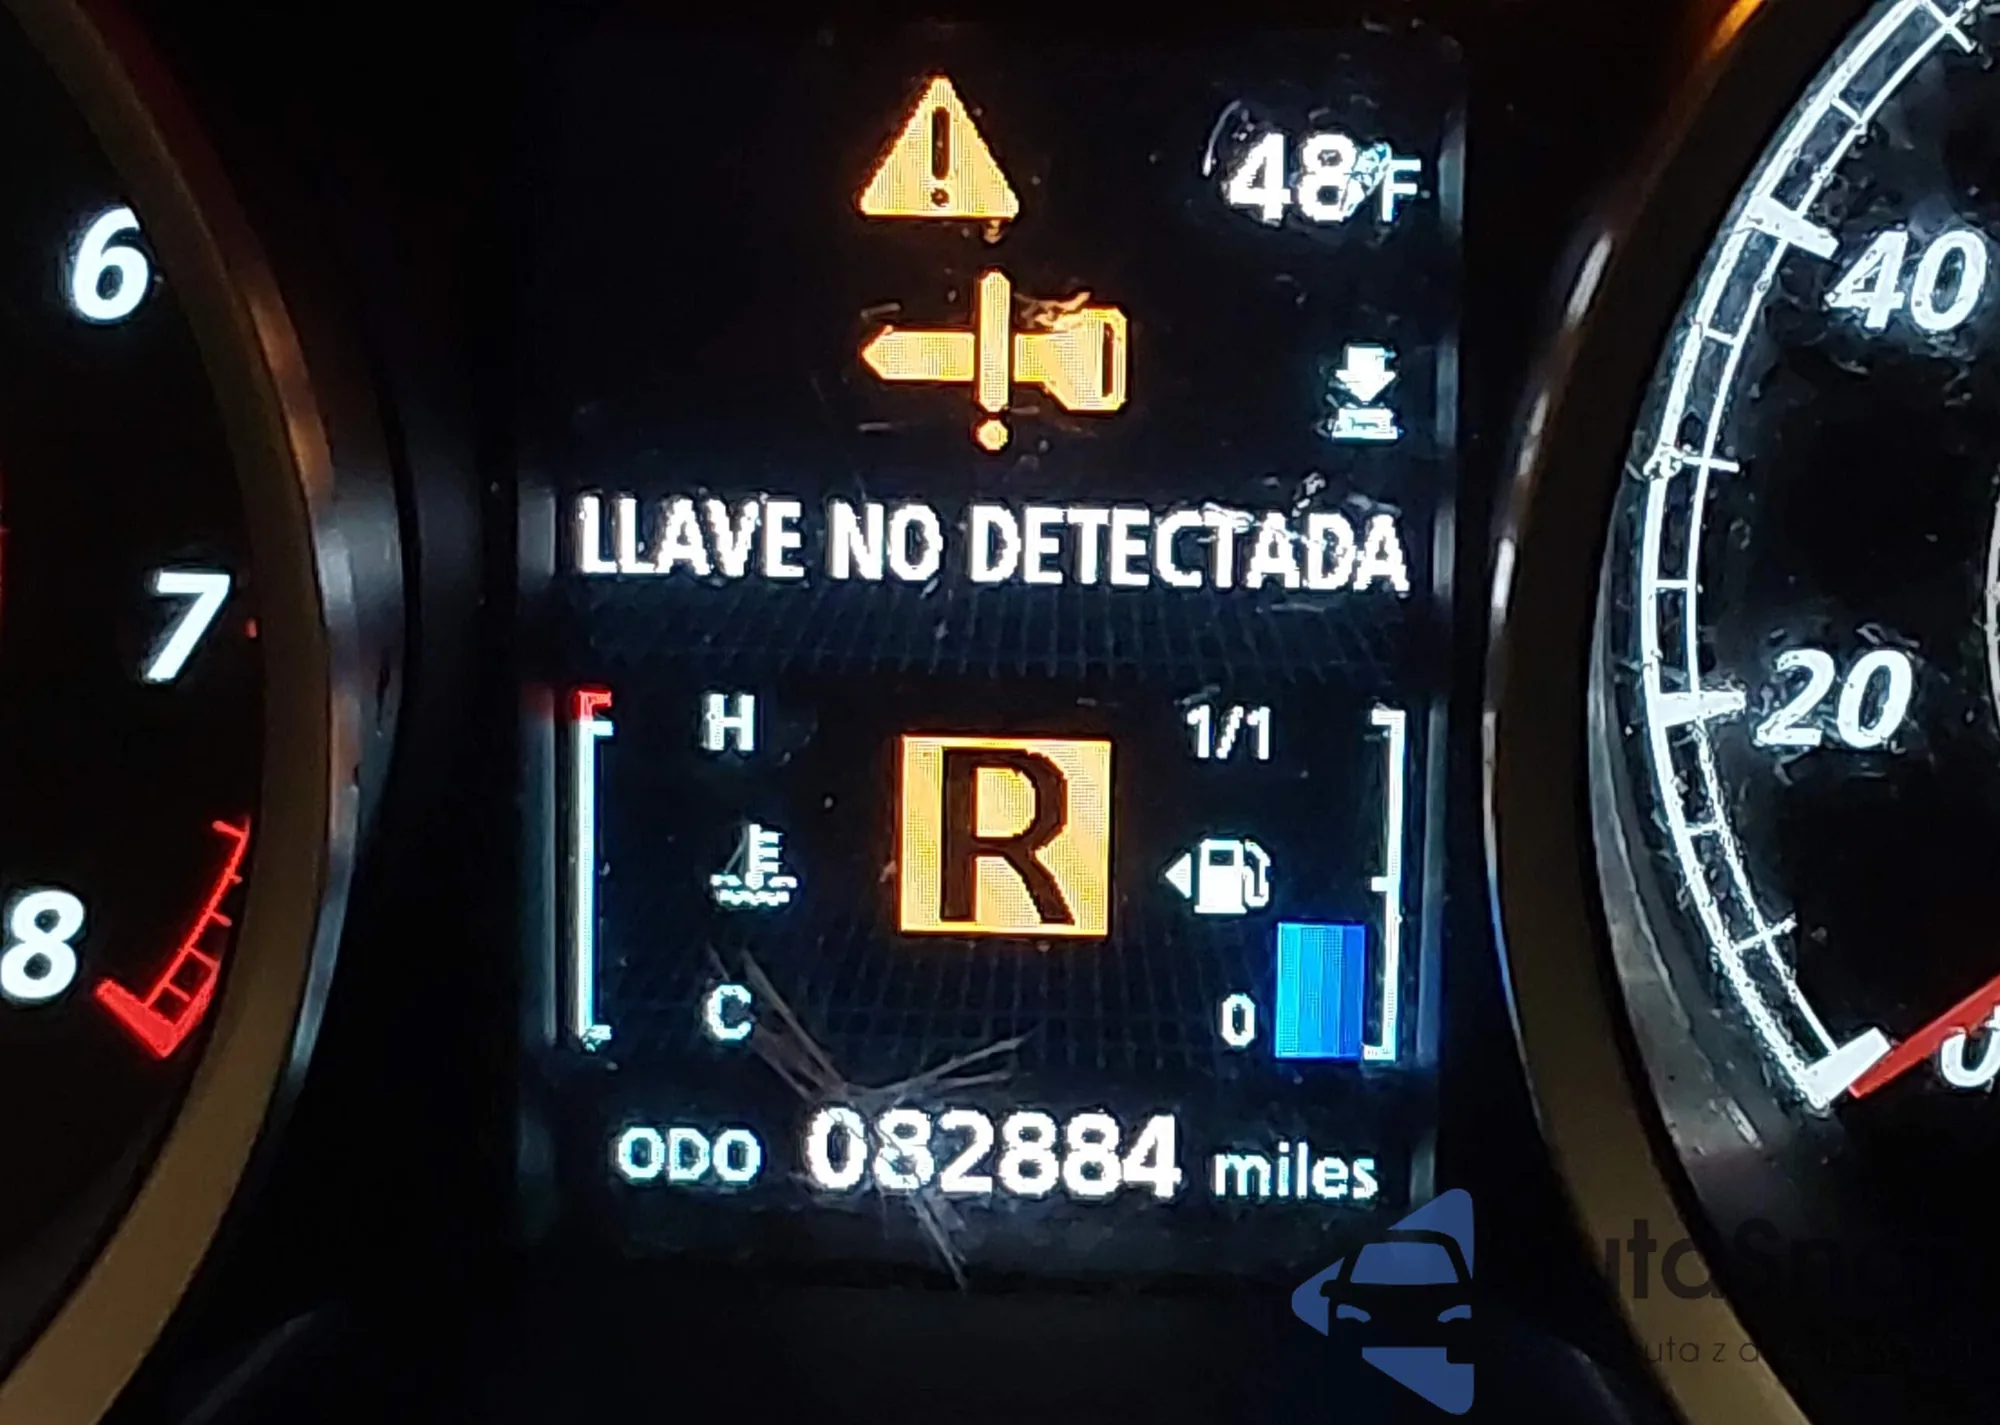 48°F
LLAVE NO DETECTADA
6
7
8
40
20
H
1/1
R
C
0
ODO 082884 miles